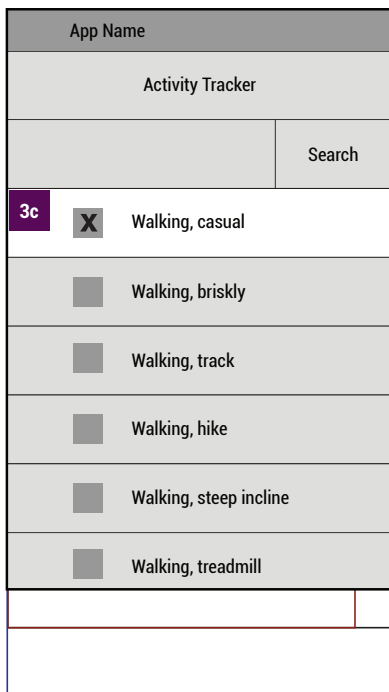 App Name
Activity Tracker
Search
3c
X Walking, casual
Walking, briskly
Walking, track
Walking, hike
Walking, steep incline
Walking, treadmill